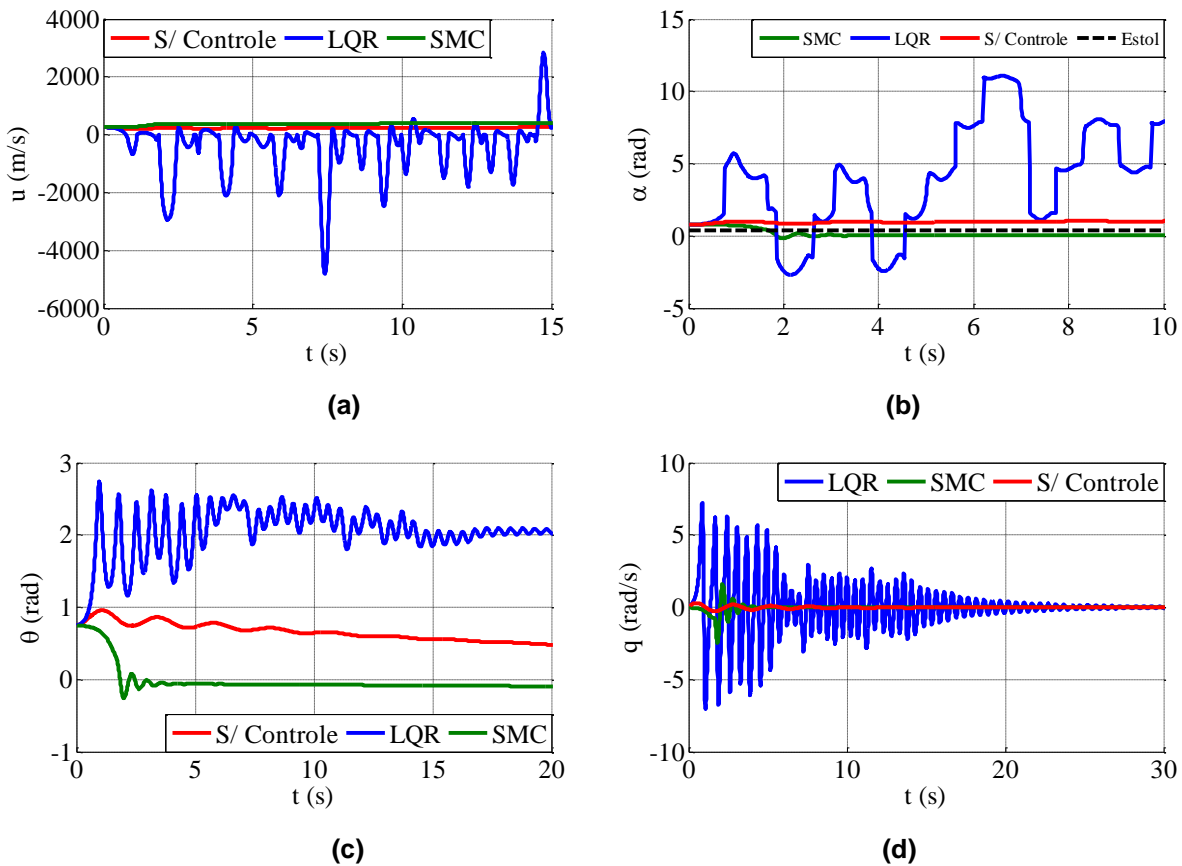 S/ Controle LQR SMC
4000
2000
0
-2000
-4000
-6000
u (m/s)
0 5 10 15
t (s)
(a)
SMC LQR S/ Controle Estol
15
10
5
0
-5
α (rad)
0 2 4 6 8 10
t (s)
(b)
3
2
1
0
-1
θ (rad)
S/ Controle LQR SMC
0 5 10 15 20
t (s)
(c)
LQR SMC S/ Controle
10
5
0
-5
-10
q (rad/s)
0 10 20 30
t (s)
(d)